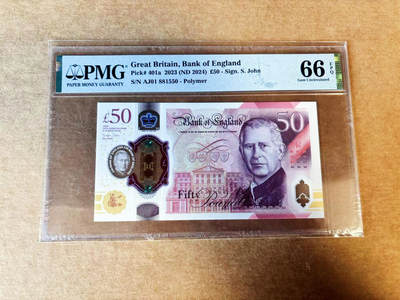 PMG
PAPER MONEY GUARANTY
Great Britain, Bank of England
Pick# 401a 2023 (ND 2024) £50 - Sign. S. John
S/N AJ01 881550 - Polymer
66 EPQ
Gem Uncirculated
£50
Bank of England
50
Fifty
Pounds